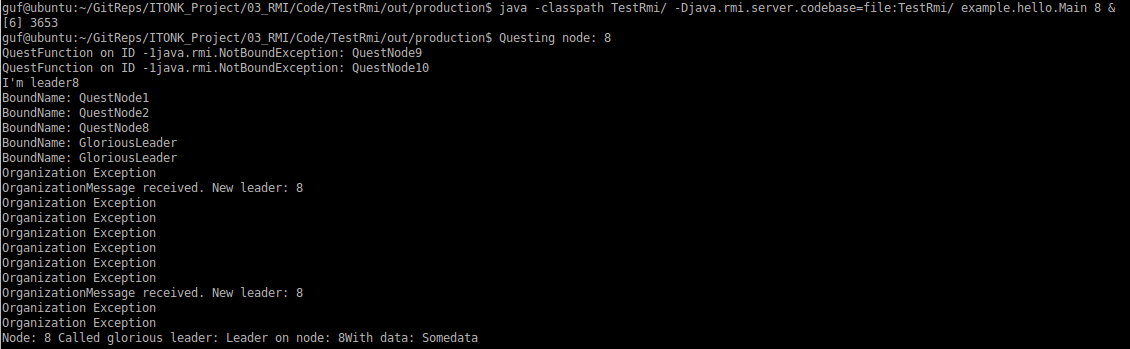 guf@ubuntu:~/GitReps/ITONK_Project/03_RMI/Code/TestRmi/out/production$ java -classpath TestRmi/ -Djava.rmi.server.codebase=file:TestRmi/ example.hello.Main 8 &
[6] 3653
guf@ubuntu:~/GitReps/ITONK_Project/03_RMI/Code/TestRmi/out/production$ Questing node: 8
QuestFunction on ID -1java.rmi.NotBoundException: QuestNode9
QuestFunction on ID -1java.rmi.NotBoundException: QuestNode10
I'm leader8
BoundName: QuestNode1
BoundName: QuestNode2
BoundName: QuestNode8
BoundName: GloriousLeader
BoundName: GloriousLeader
Organization Exception
OrganizationMessage received. New leader: 8
Organization Exception
Organization Exception
Organization Exception
Organization Exception
Organization Exception
Organization Exception
OrganizationMessage received. New leader: 8
Organization Exception
Organization Exception
Node: 8 Called glorious leader: Leader on node: 8With data: Somedata